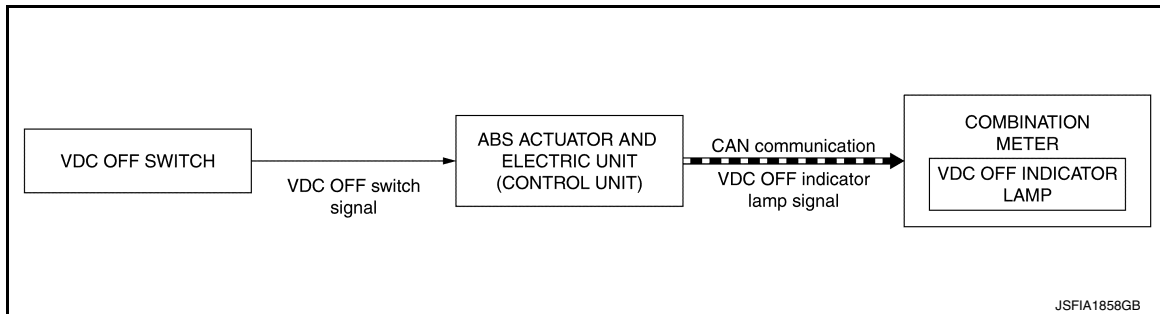 VDC OFF SWITCH
VDC OFF switch
signal
ABS ACTUATOR AND
ELECTRIC UNIT
(CONTROL UNIT)
CAN communication
VDC OFF indicator
lamp signal
COMBINATION
METER
VDC OFF INDICATOR
LAMP
JSFIA1858GB